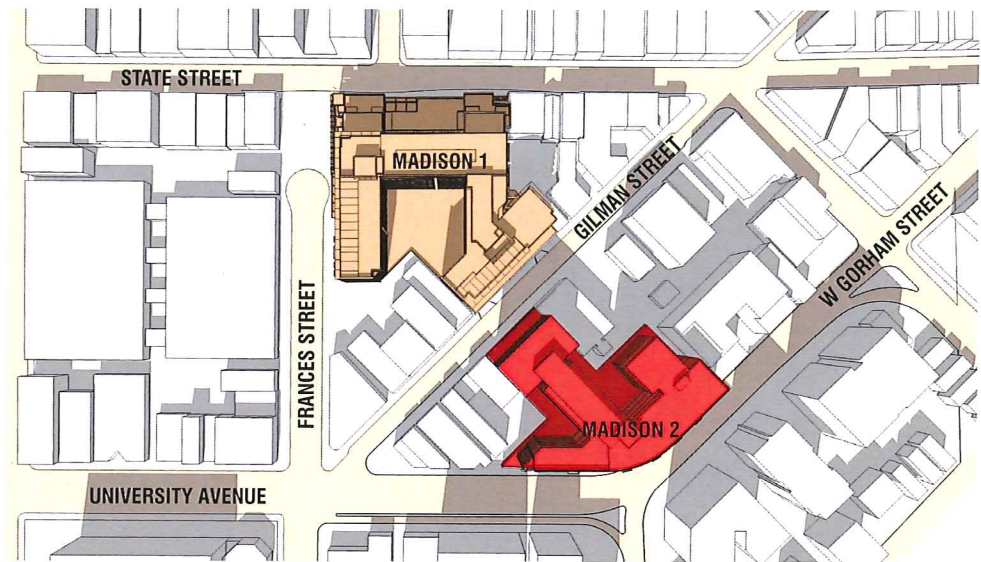 STATE STREET
MADISON 1
GILMAN STREET
W GORHAM STREET
FRANCES STREET
MADISON 2
UNIVERSITY AVENUE